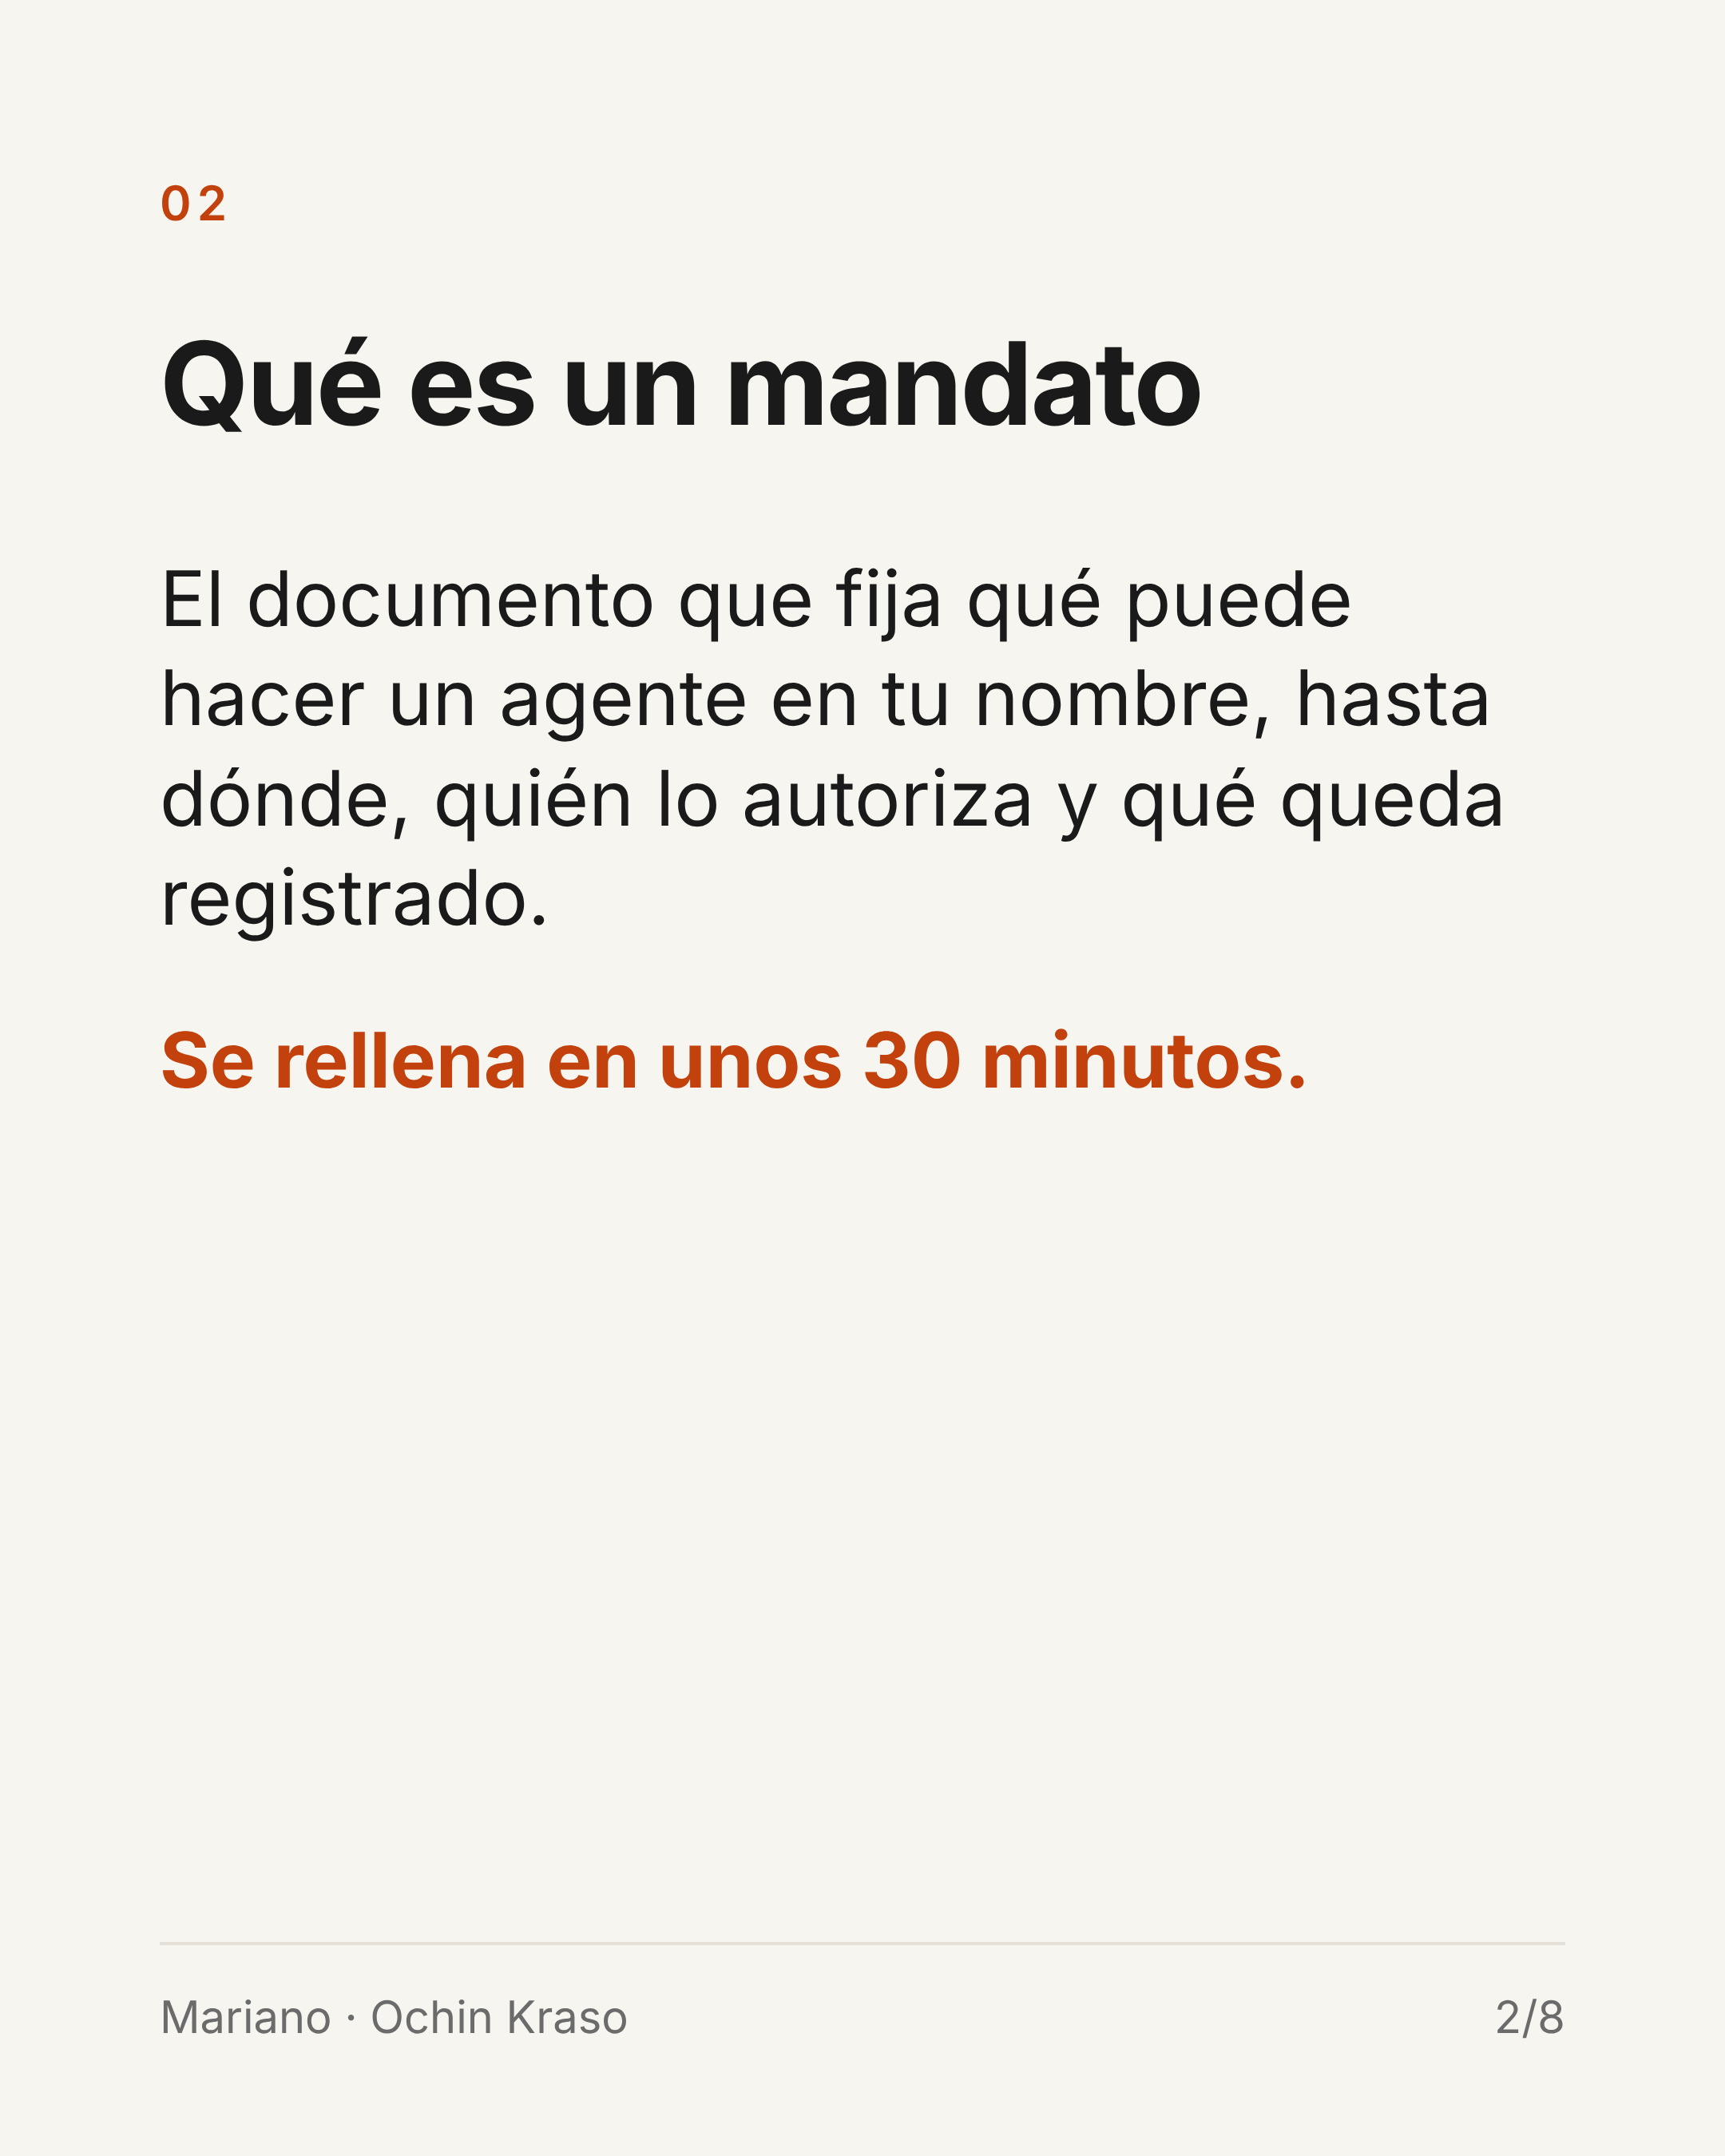 02
Qué es un mandato
El documento que fija qué puede
hacer un agente en tu nombre, hasta
dónde, quién lo autoriza y qué queda
registrado.
Se rellena en unos 30 minutos.
Mariano · Ochin Kraso
2/8